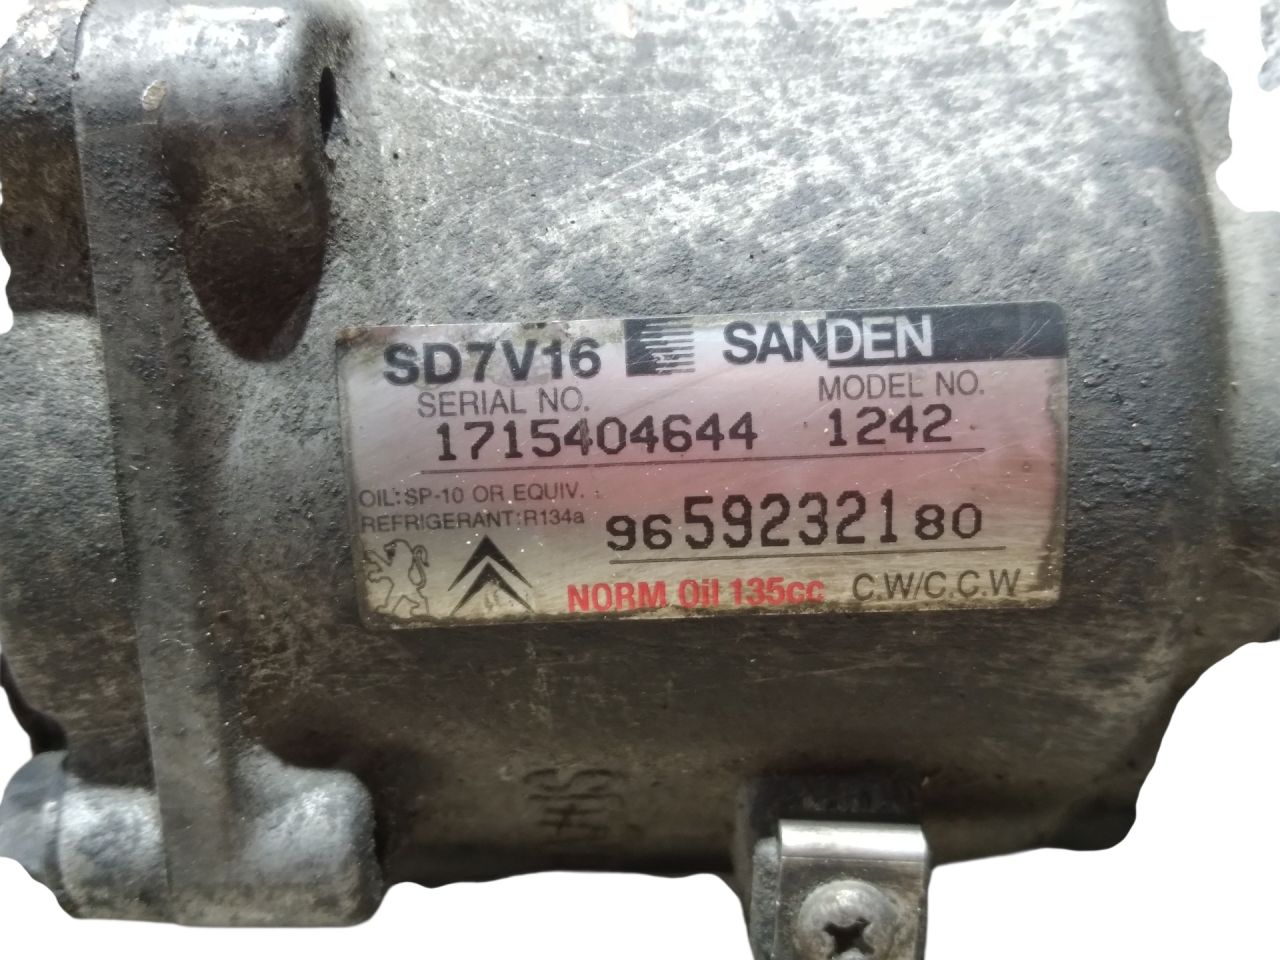 SD7V16 SANDEN
SERIAL NO. MODEL NO.
1715404644 1242
OIL:SP-10 OR EQUIV.
REFRIGERANT:R134a
9659232180
NORM Oil 135cc C.W/C.C.W